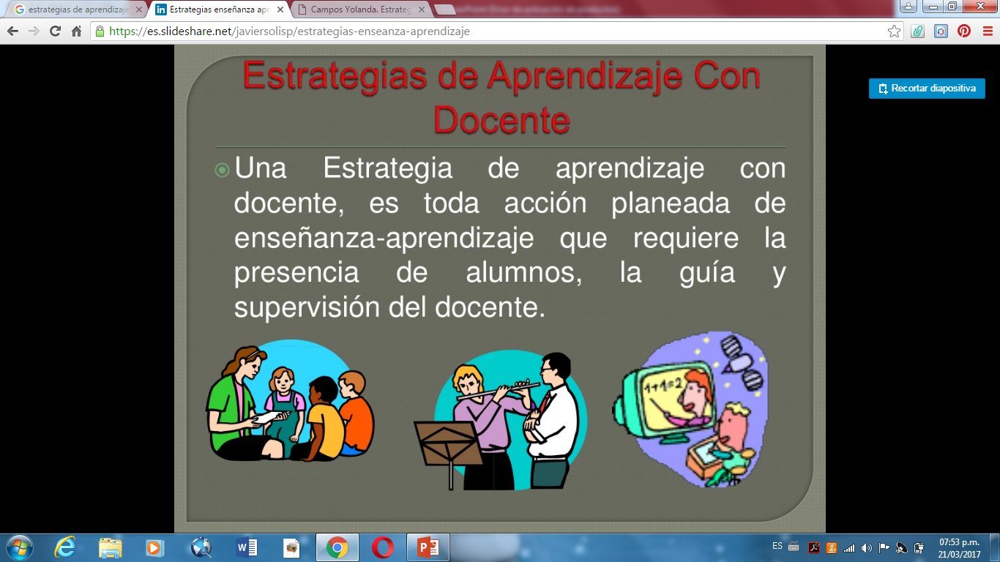 estrategias de aprendizaje
Estrategias enseñanza apr
Campos Yolanda. Estrateg
https://es.slideshare.net/javiersolisp/estrategias-ensenza-aprendizaje
Recortar diapositiva
Estrategias de Aprendizaje Con
Docente
Una Estrategia de aprendizaje con
docente, es toda acción planeada de
enseñanza-aprendizaje que requiere la
presencia de alumnos, la guía y
supervisión del docente.
1+1=2
ES
07:53 p.m.
21/03/2017